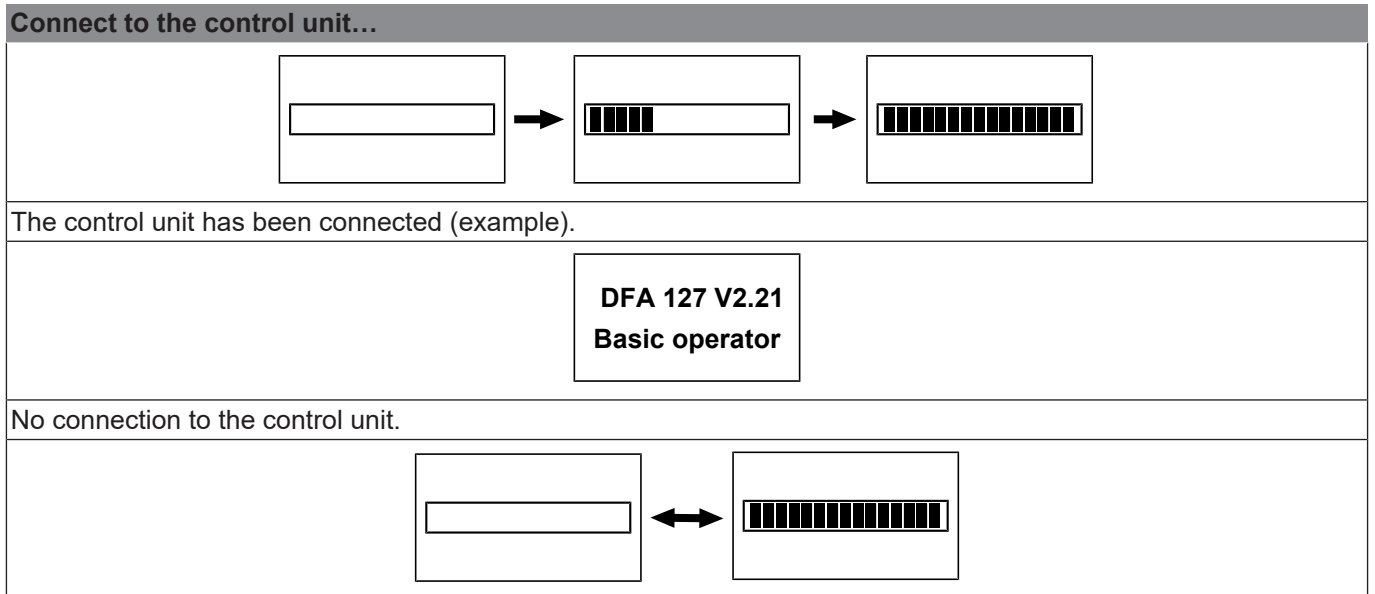 Connect to the control unit…
The control unit has been connected (example).
DFA 127 V2.21
Basic operator
No connection to the control unit.